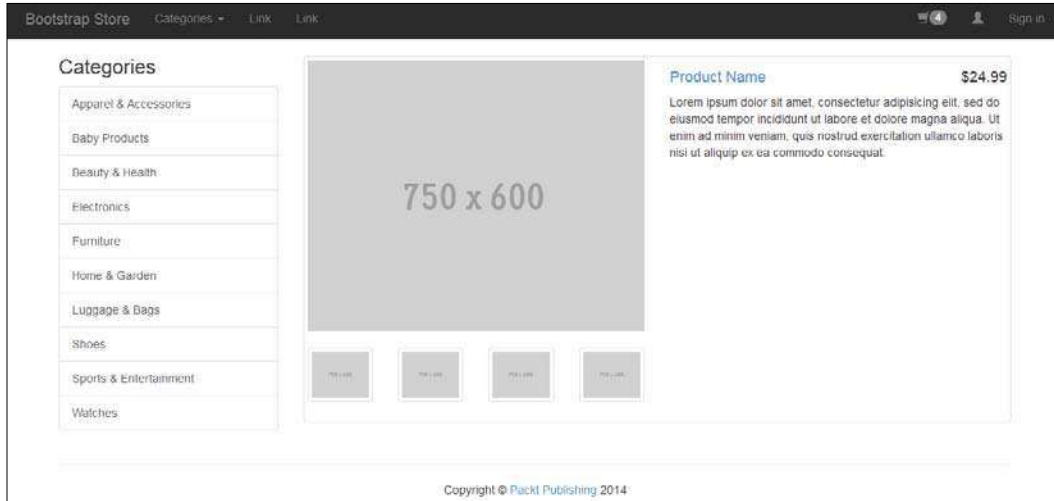 Bootstrap Store Categories Link Link 4 Sign in
Categories
Apparel & Accessories
Baby Products
Beauty & Health
Electronics
Furniture
Home & Garden
Luggage & Bags
Shoes
Sports & Entertainment
Watches
750 x 600
Product Name $24.99
Lorem ipsum dolor sit amet, consectetur adipisicing elit, sed do
eiusmod tempor incididunt ut labore et dolore magna aliqua. Ut
enim ad minim veniam, quis nostrud exercitation ullamco laboris
nisi ut aliquip ex ea commodo consequat.
Copyright © Packt Publishing 2014